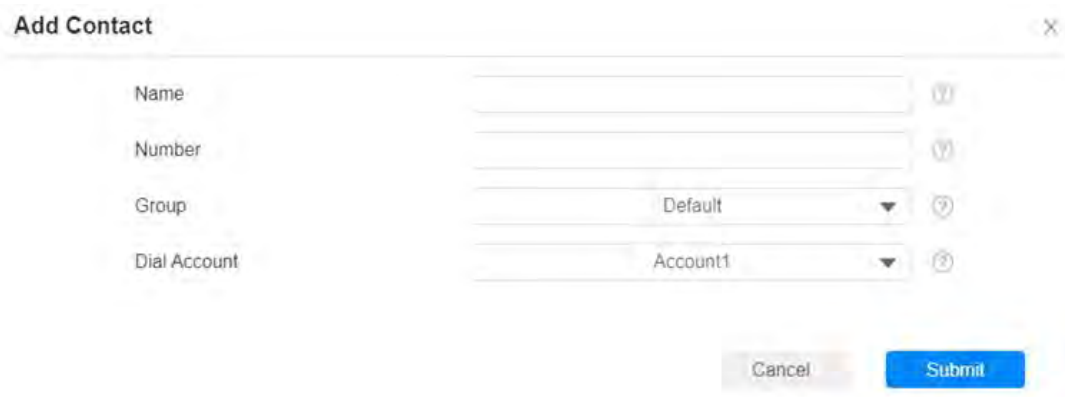 Add Contact
Name
Number
Group Default
Dial Account Account1
Cancel Submit